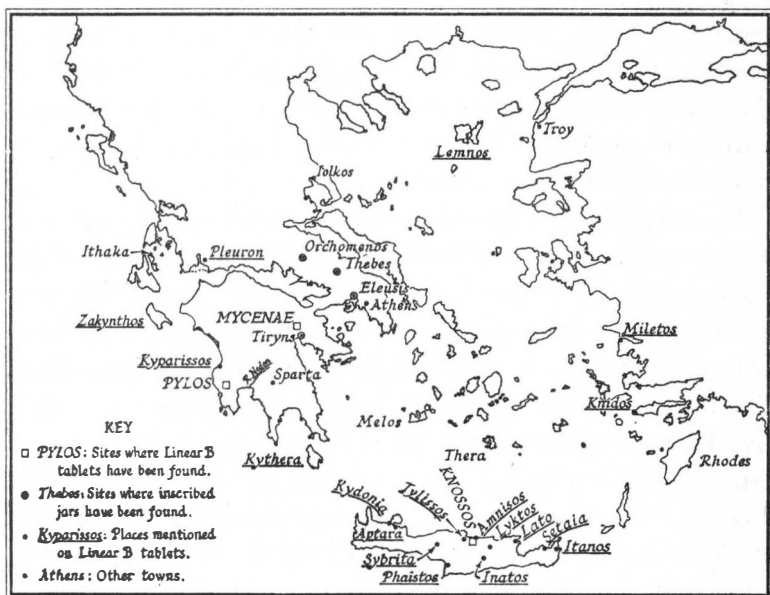 Troy
Lemnos
Iolkos
Ithaka
Pleuron
Orchomenos
Thebes
Eleusis
Athens
Zakynthos
MYCENAE
Tiryns
Miletos
Kyparissos
R. Nedon
Sparta
PYLOS
Knidos
Melos
KEY
Thera
Rhodes
□ PYLOS: Sites where Linear B
tablets have been found.
Kythera
KNOSSOS
Kydonia
Tylissos
Amnisos
Lyktos
Lato
Setaia
● Thebes: Sites where inscribed
jars have been found.
Aptara
Itanos
Sybrita
• Kyparissos: Places mentioned
on Linear B tablets.
Phaistos
Inatos
• Athens: Other towns.